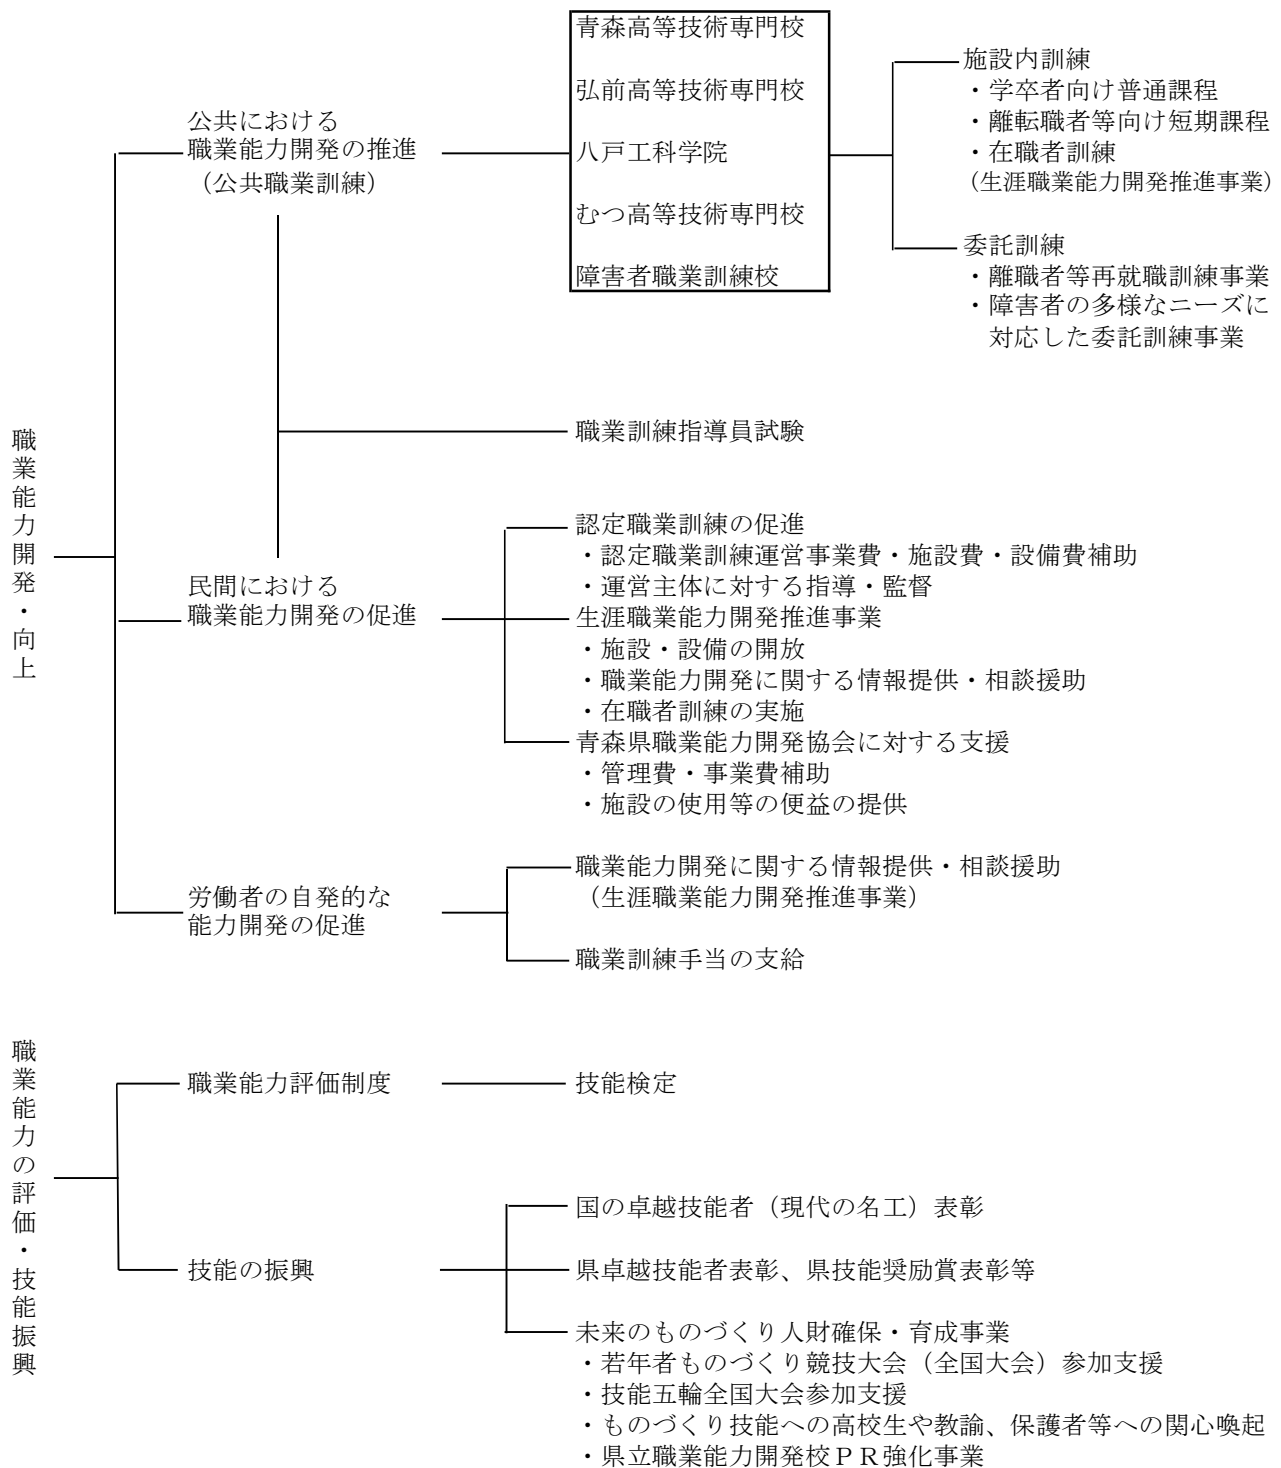 職業能力開発・向上
公共における
職業能力開発の推進
（公共職業訓練）
青森高等技術専門校
弘前高等技術専門校
八戸工科学院
むつ高等技術専門校
障害者職業訓練校
施設内訓練
・学卒者向け普通課程
・離転職者等向け短期課程
・在職者訓練
（生涯職業能力開発推進事業）
委託訓練
・離職者等再就職訓練事業
・障害者の多様なニーズに
対応した委託訓練事業
職業訓練指導員試験
民間における
職業能力開発の促進
認定職業訓練の促進
・認定職業訓練運営事業費・施設費・設備費補助
・運営主体に対する指導・監督
生涯職業能力開発推進事業
・施設・設備の開放
・職業能力開発に関する情報提供・相談援助
・在職者訓練の実施
青森県職業能力開発協会に対する支援
・管理費・事業費補助
・施設の使用等の便益の提供
労働者の自発的な
能力開発の促進
職業能力開発に関する情報提供・相談援助
（生涯職業能力開発推進事業）
職業訓練手当の支給
職業能力の評価・技能振興
職業能力評価制度
技能検定
技能の振興
国の卓越技能者（現代の名工）表彰
県卓越技能者表彰、県技能奨励賞表彰等
未来のものづくり人財確保・育成事業
・若年者ものづくり競技大会（全国大会）参加支援
・技能五輪全国大会参加支援
・ものづくり技能への高校生や教諭、保護者等への関心喚起
・県立職業能力開発校ＰＲ強化事業